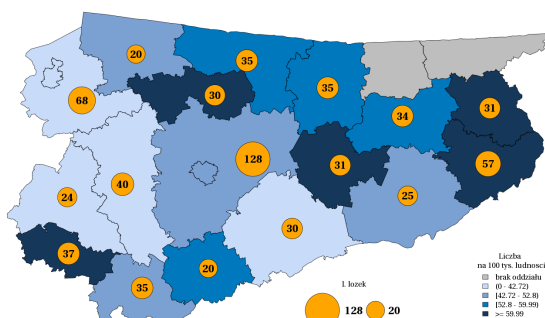 20
35
35
68
30
34
31
128
31
57
40
24
25
30
37
20
35
l. lozek
128 20
Liczba
na 100 tys. ludnosci
brak oddziału
(0 - 42.72)
[42.72 - 52.8)
[52.8 - 59.99)
>= 59.99